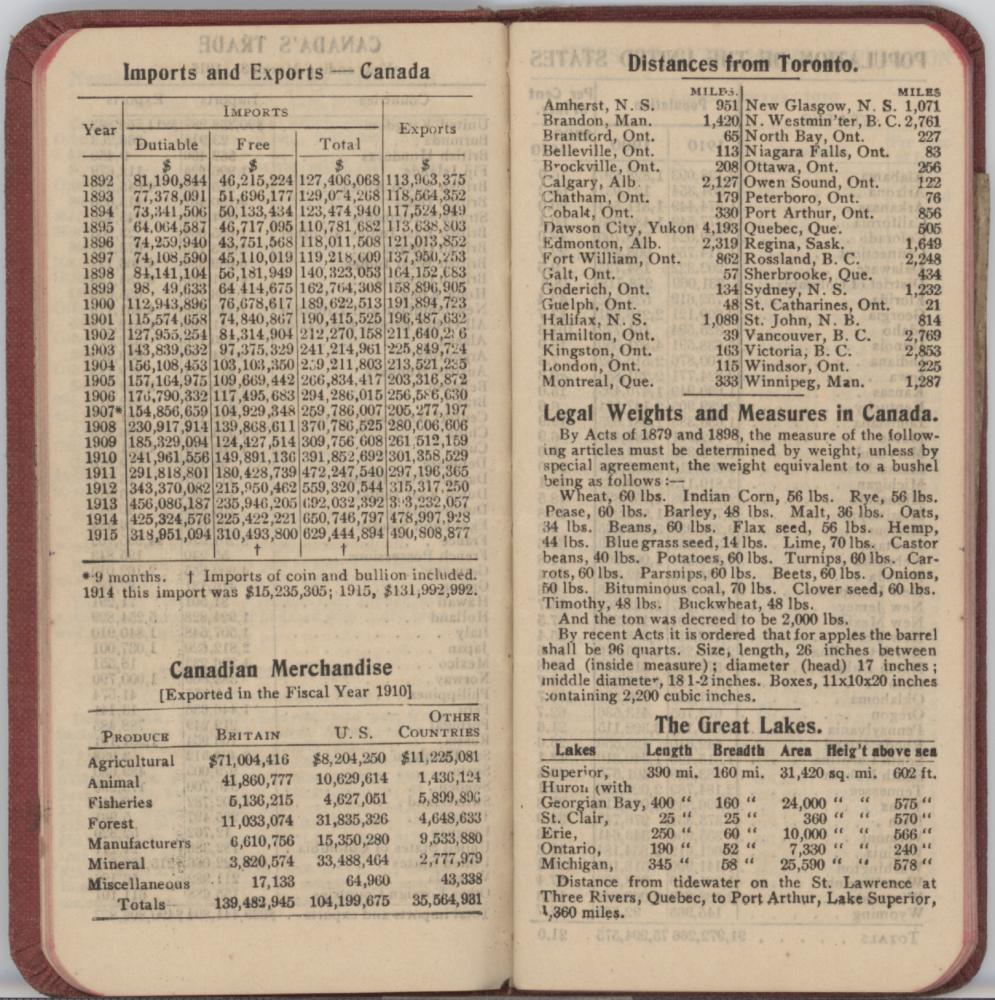 Imports and Exports — Canada
Year
IMPORTS
Exports
Dutiable Free Total
$ $ $ $
1892 81,190,844 46,215,224 127,406,068 113,963,375
1893 77,378,091 51,696,177 129,074,268 118,564,352
1894 73,341,506 50,133,434 123,474,940 117,524,949
1895 64,064,587 46,717,095 110,781,682 113,638,803
1896 74,259,940 43,751,568 118,011,508 121,013,852
1897 74,108,590 45,110,019 119,218,609 137,950,253
1898 84,141,104 56,181,949 140,323,053 164,152,683
1899 98, 49,633 64 414,675 162,764,308 158,896,905
1900 112,943,896 76,678,617 189,622,513 191,894,723
1901 115,574,658 74,840,867 190,415,525 196,487,632
1902 127,955,254 84,314,904 212,270,158
1903 143,839,632 97,375,329 241,214,961 225,849,724
1904 156,108,453 103,103,350 259,211,803 213,521,235
1905 157,164,975 109,669,442 266,834,417 203,316,872
1906 176,790,332 117,495,683 294,286,015 256,586,630
1907* 154,856,659 104,929,348 259,786,007 205,277,197
1908 230,917,914 139,868,611 370,786,525 280,606,606
1909 185,329,094 124,427,514 309,756 608 261,512,159
1910 241,961,556 149,891,136 391,852,692 301,358,529
1911 291,818,801 180,428,739 472,247,540 297,196,365
1912 343,370,082 215,950,462 559,320,544 315,317,250
1913 456,086,187 235,946,205 692,032,392 393,232,057
1914 425,324,576 225,422,221 650,746,797 478,997,928
1915 318,951,094 310,493,800 629,444,894 490,808,877
† †
* 9 months. † Imports of coin and bullion included.
1914 this import was $15,235,305; 1915, $131,992,992.
Canadian Merchandise
[Exported in the Fiscal Year 1910]
PRODUCE BRITAIN U. S. OTHER COUNTRIES
Agricultural $71,004,416 $8,204,250 $11,225,081
Animal 41,860,777 10,629,614 1,436,124
Fisheries 5,136,215 4,627,051 5,899,896
Forest 11,033,074 31,835,326 4,648,633
Manufacturers 6,610,756 15,350,280 9,533,880
Mineral 3,820,574 33,488,464 2,777,979
Miscellaneous 17,133 64,960 43,338
Totals 139,482,945 104,199,675 35,564,931
Distances from Toronto.
MILES. MILES
Amherst, N. S. 951 New Glasgow, N. S. 1,071
Brandon, Man. 1,420 N. Westmin'ter, B. C. 2,761
Brantford, Ont. 65 North Bay, Ont. 227
Belleville, Ont. 113 Niagara Falls, Ont. 83
Brockville, Ont. 208 Ottawa, Ont. 256
Calgary, Alb. 2,127 Owen Sound, Ont. 122
Chatham, Ont. 179 Peterboro, Ont. 76
Cobalt, Ont. 330 Port Arthur, Ont. 856
Dawson City, Yukon 4,193 Quebec, Que. 505
Edmonton, Alb. 2,319 Regina, Sask. 1,649
Fort William, Ont. 862 Rossland, B. C. 2,248
Galt, Ont. 57 Sherbrooke, Que. 434
Goderich, Ont. 134 Sydney, N. S. 1,232
Guelph, Ont. 48 St. Catharines, Ont. 21
Halifax, N. S. 1,089 St. John, N. B. 814
Hamilton, Ont. 39 Vancouver, B. C. 2,769
Kingston, Ont. 163 Victoria, B. C. 2,853
London, Ont. 115 Windsor, Ont. 225
Montreal, Que. 333 Winnipeg, Man. 1,287
Legal Weights and Measures in Canada.
By Acts of 1879 and 1898, the measure of the follow-
ing articles must be determined by weight, unless by
special agreement, the weight equivalent to a bushel
being as follows :—
Wheat, 60 lbs. Indian Corn, 56 lbs. Rye, 56 lbs.
Pease, 60 lbs. Barley, 48 lbs. Malt, 36 lbs. Oats,
34 lbs. Beans, 60 lbs. Flax seed, 56 lbs. Hemp,
44 lbs. Blue grass seed, 14 lbs. Lime, 70 lbs. Castor
beans, 40 lbs. Potatoes, 60 lbs. Turnips, 60 lbs. Car-
rots, 60 lbs. Parsnips, 60 lbs. Beets, 60 lbs. Onions,
50 lbs. Bituminous coal, 70 lbs. Clover seed, 60 lbs.
Timothy, 48 lbs. Buckwheat, 48 lbs.
And the ton was decreed to be 2,000 lbs.
By recent Acts it is ordered that for apples the barrel
shall be 96 quarts. Size, length, 26 inches between
head (inside measure) ; diameter (head) 17 inches ;
middle diameter, 18 1-2 inches. Boxes, 11x10x20 inches
containing 2,200 cubic inches.
The Great Lakes.
Lakes Length Breadth Area Heig't above sea
Superior, 390 mi. 160 mi. 31,420 sq. mi. 602 ft.
Huron (with
Georgian Bay, 400 “ 160 “ 24,000 “ “ 575 “
St. Clair, 25 “ 25 “ 360 “ “ 570 “
Erie, 250 “ 60 “ 10,000 “ “ 566 “
Ontario, 190 “ 52 “ 7,330 “ “ 240 “
Michigan, 345 “ 58 “ 25,590 “ “ 578 “
Distance from tidewater on the St. Lawrence at
Three Rivers, Quebec, to Port Arthur, Lake Superior,
1,360 miles.